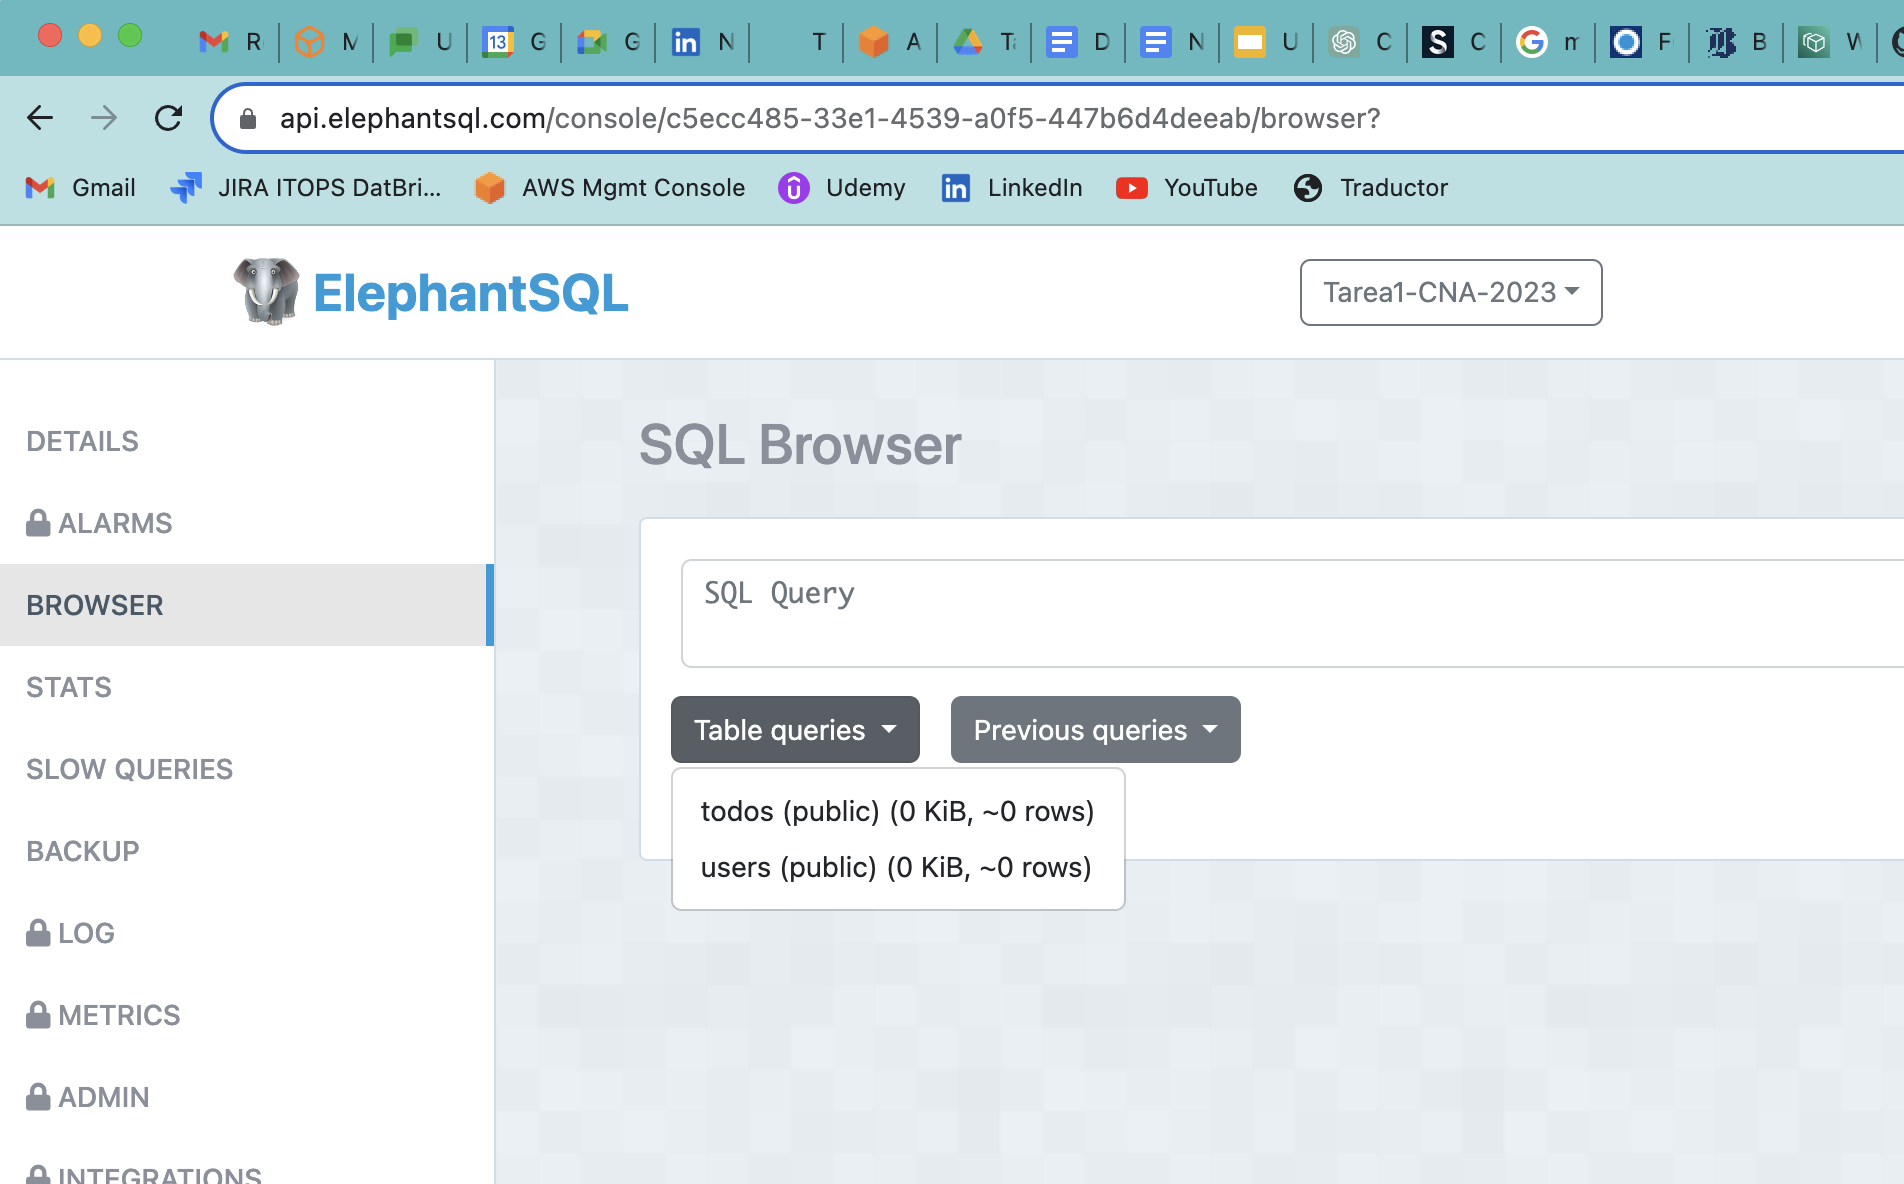 R M U 13 G G in N T A T D N U C S C G m F B W
api.elephantsql.com/console/c5ecc485-33e1-4539-a0f5-447b6d4deeab/browser?
Gmail JIRA ITOPS DatBri... AWS Mgmt Console Udemy in LinkedIn YouTube Traductor
ElephantSQL
Tarea1-CNA-2023
DETAILS
ALARMS
BROWSER
STATS
SLOW QUERIES
BACKUP
LOG
METRICS
ADMIN
INTEGRATIONS
SQL Browser
SQL Query
Table queries Previous queries
todos (public) (0 KiB, ~0 rows)
users (public) (0 KiB, ~0 rows)